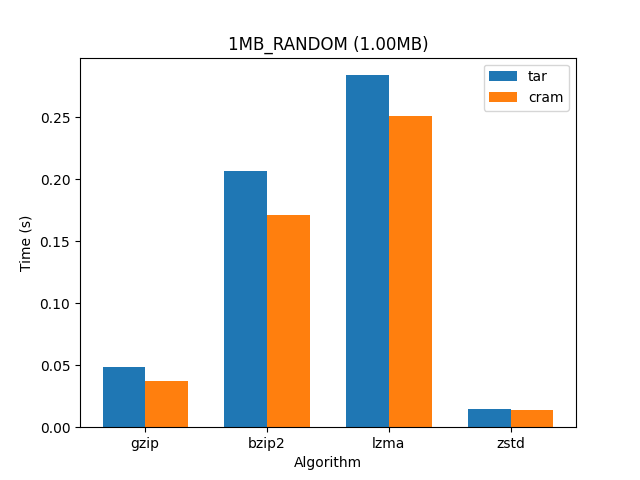 1MB_RANDOM (1.00MB)
tar
cram
Time (s)
0.25
0.20
0.15
0.10
0.05
0.00
gzip bzip2 lzma zstd
Algorithm